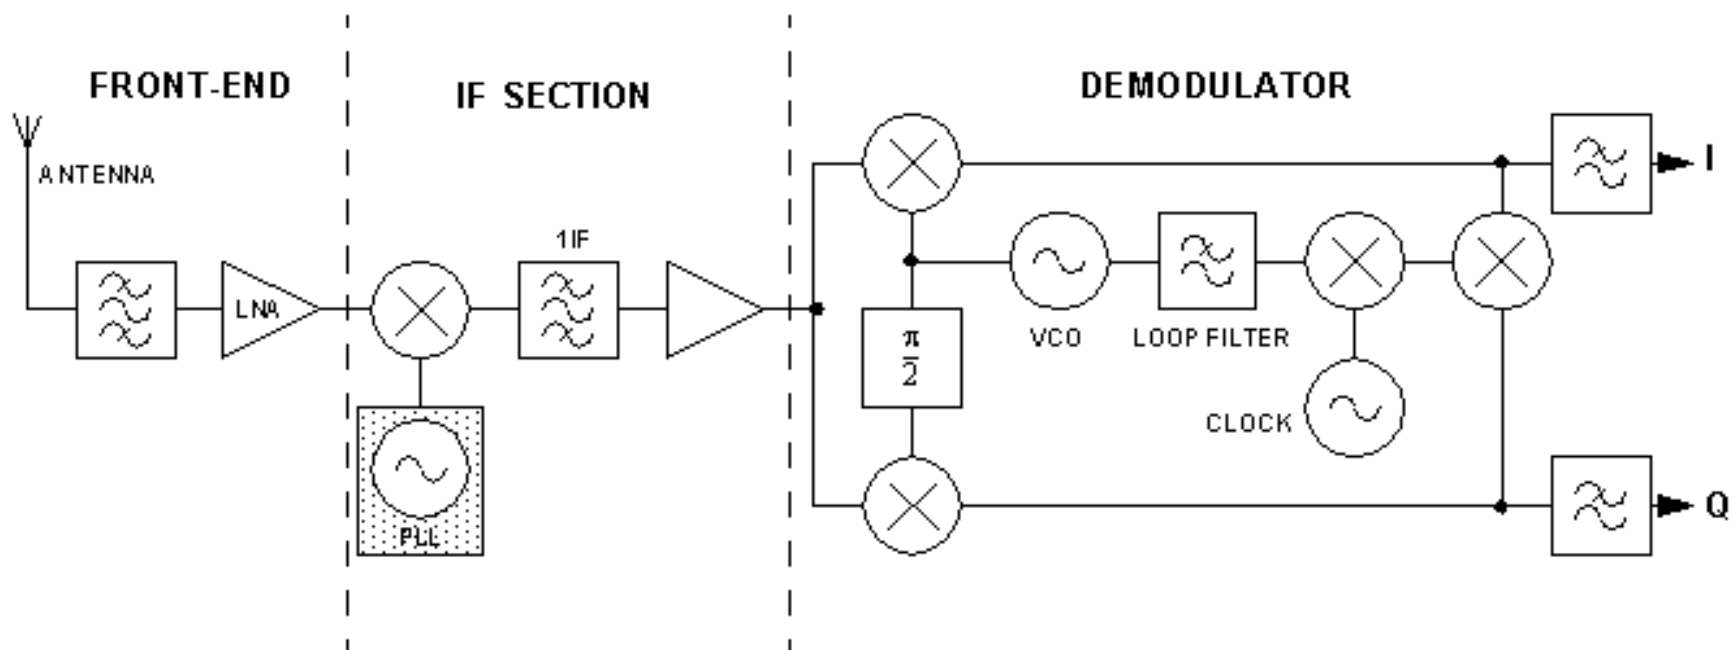 FRONT-END
IF SECTION
DEMODULATOR
ANTENNA
I
1IF
LNA
π
2
VCO
LOOP FILTER
CLOCK
PLL
Q